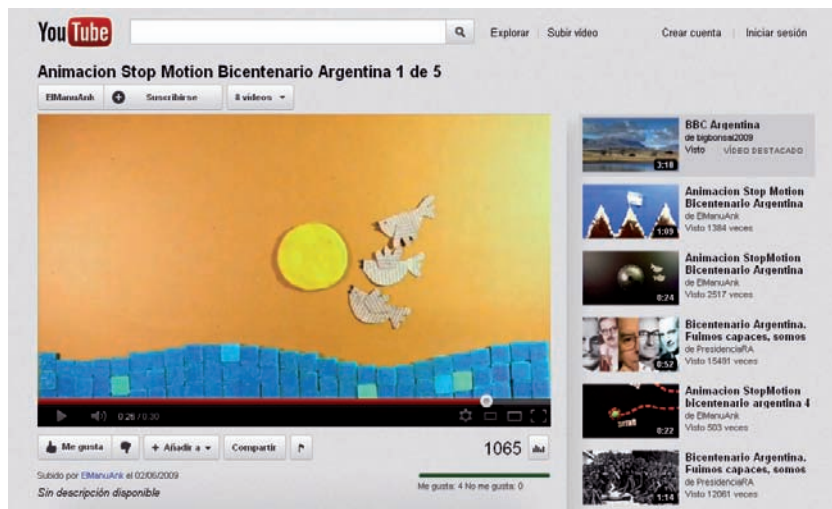 YouTube
Explorar | Subir vídeo
Crear cuenta | Iniciar sesión
Animacion Stop Motion Bicentenario Argentina 1 de 5
ElManuAnk Suscribirse 8 vídeos
0:26 / 0:30
Me gusta + Añadir a Compartir 1065
Subido por ElManuAnk el 02/06/2009
Sin descripción disponible
Me gusta: 4 No me gusta: 0
3:18
BBC Argentina
de bigbonsai2009
Visto VÍDEO DESTACADO
1:09
Animacion Stop Motion
Bicentenario Argentina
de ElManuAnk
Visto 1384 veces
0:24
Animacion StopMotion
Bicentenario Argentina
de ElManuAnk
Visto 2517 veces
0:52
Bicentenario Argentina.
Fuimos capaces, somos
de PresidenciaRA
Visto 15491 veces
0:22
Animacion StopMotion
bicentenario argentina 4
de ElManuAnk
Visto 503 veces
1:14
Bicentenario Argentina.
Fuimos capaces, somos
de PresidenciaRA
Visto 12061 veces